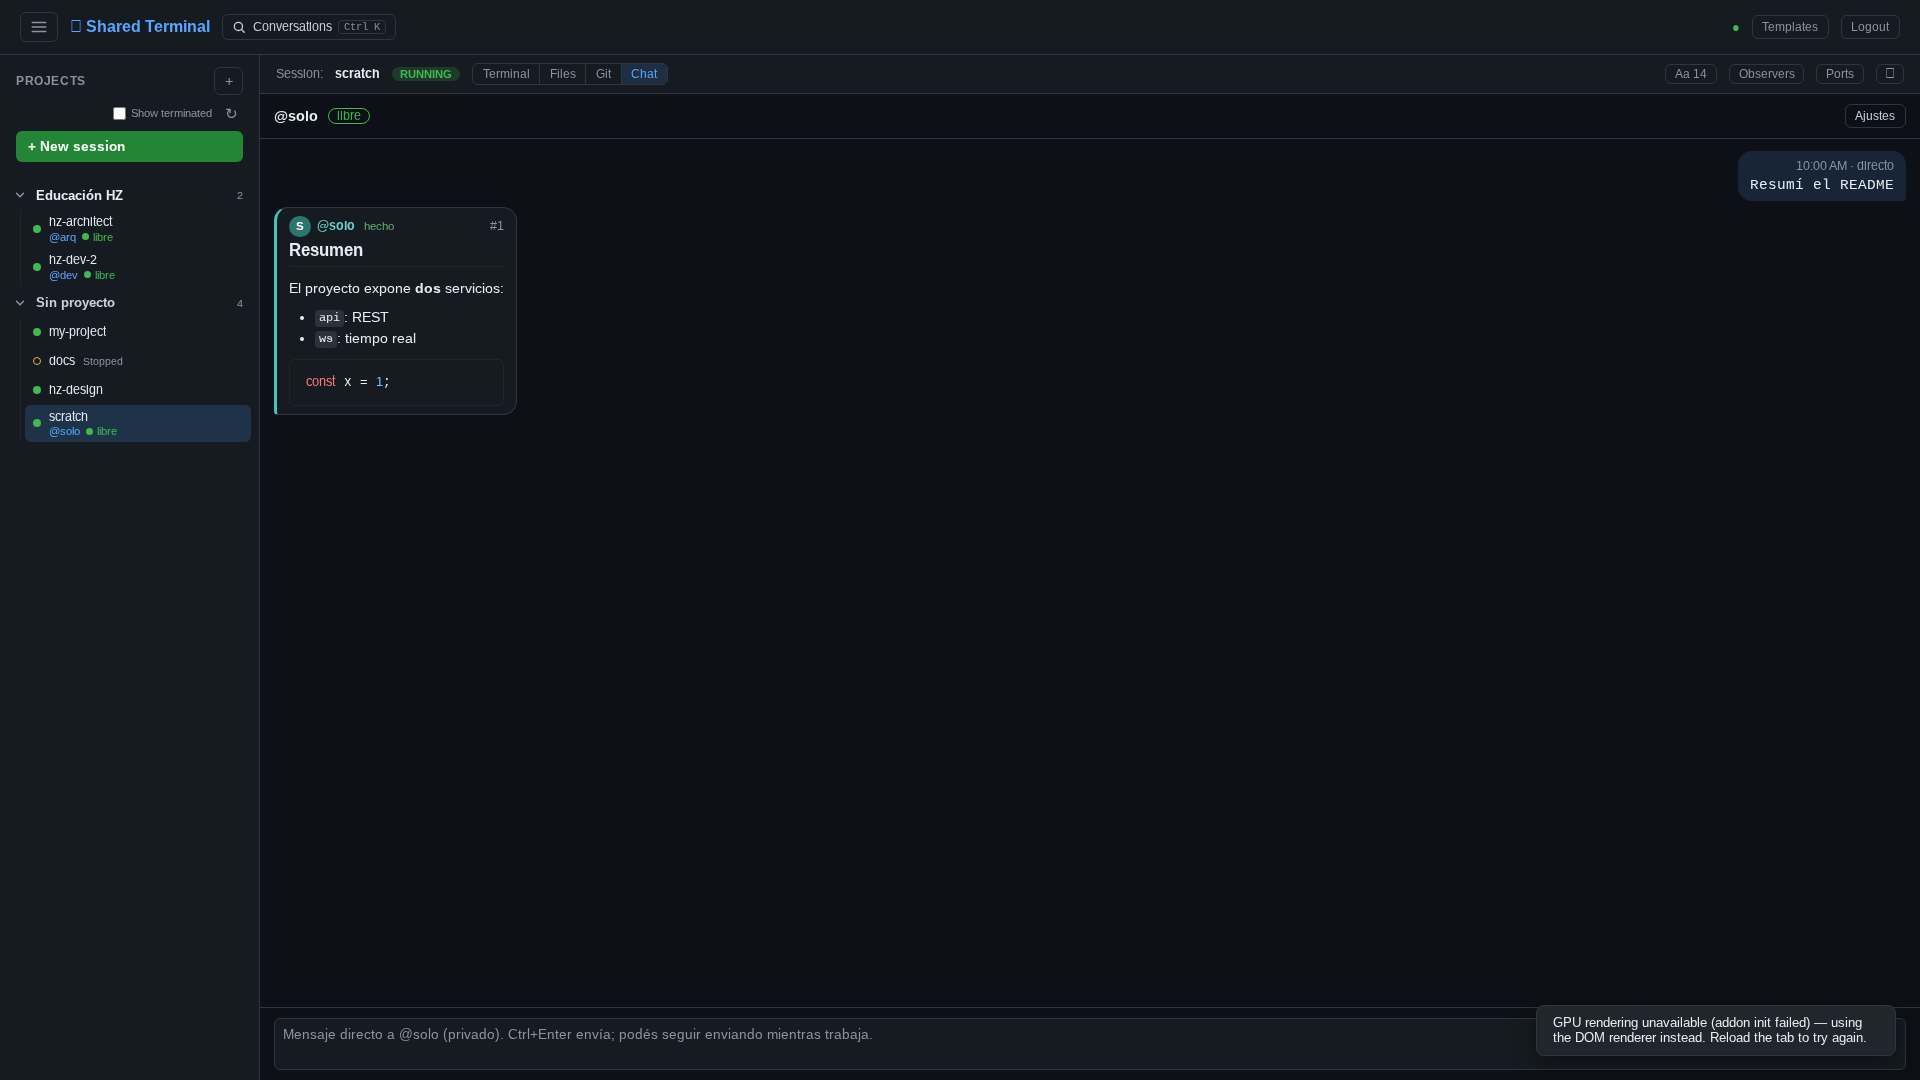 Shared Terminal
Conversations Ctrl K
Templates
Logout
PROJECTS
+
Show terminated
+ New session
Educación HZ 2
hz-architect
@arq libre
hz-dev-2
@dev libre
Sin proyecto 4
my-project
docs Stopped
hz-design
scratch
@solo libre
Session: scratch RUNNING Terminal Files Git Chat
Aa 14 Observers Ports
@solo libre
Ajustes
10:00 AM · directo
Resumí el README
S @solo hecho #1
Resumen
El proyecto expone dos servicios:
• api: REST
• ws: tiempo real
const x = 1;
Mensaje directo a @solo (privado). Ctrl+Enter envía; podés seguir enviando mientras trabaja.
GPU rendering unavailable (addon init failed) — using
the DOM renderer instead. Reload the tab to try again.